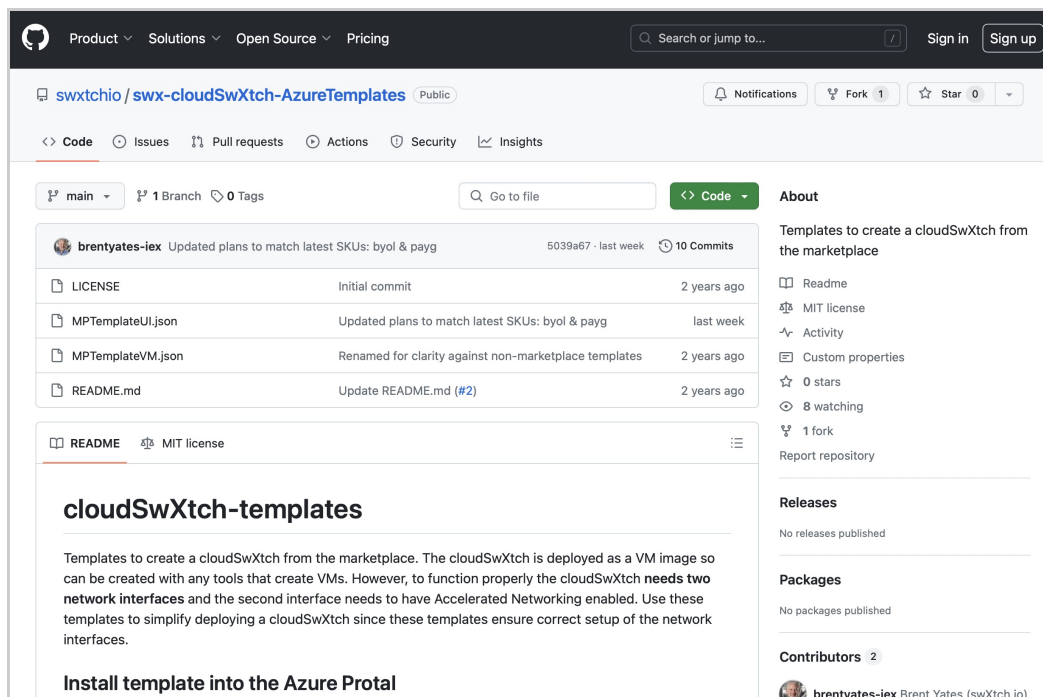 Product Solutions Open Source Pricing Search or jump to... / Sign in Sign up
swxtchio / swx-cloudSwXtch-AzureTemplates Public Notifications Fork 1 Star 0
Code Issues Pull requests Actions Security Insights
main 1 Branch 0 Tags Go to file Code
brentyates-iex Updated plans to match latest SKUs: byol & payg 5039a67 · last week 10 Commits
LICENSE Initial commit 2 years ago
MPTemplateUI.json Updated plans to match latest SKUs: byol & payg last week
MPTemplateVM.json Renamed for clarity against non-marketplace templates 2 years ago
README.md Update README.md (#2) 2 years ago
README MIT license
cloudSwXtch-templates
Templates to create a cloudSwXtch from the marketplace. The cloudSwXtch is deployed as a VM image so
can be created with any tools that create VMs. However, to function properly the cloudSwXtch needs two
network interfaces and the second interface needs to have Accelerated Networking enabled. Use these
templates to simplify deploying a cloudSwXtch since these templates ensure correct setup of the network
interfaces.
Install template into the Azure Protal
About
Templates to create a cloudSwXtch from
the marketplace
Readme
MIT license
Activity
Custom properties
0 stars
8 watching
1 fork
Report repository
Releases
No releases published
Packages
No packages published
Contributors 2
brentyates-iex Brent Yates (swXtch.io)